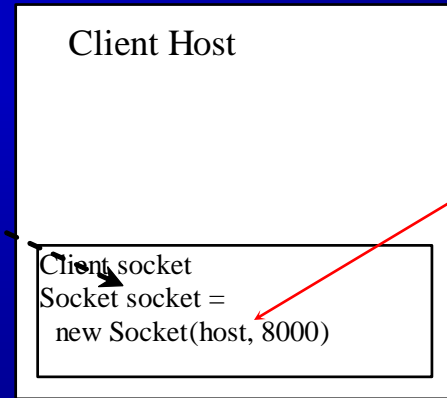 Client Host
Client socket
Socket socket =
new Socket(host, 8000)